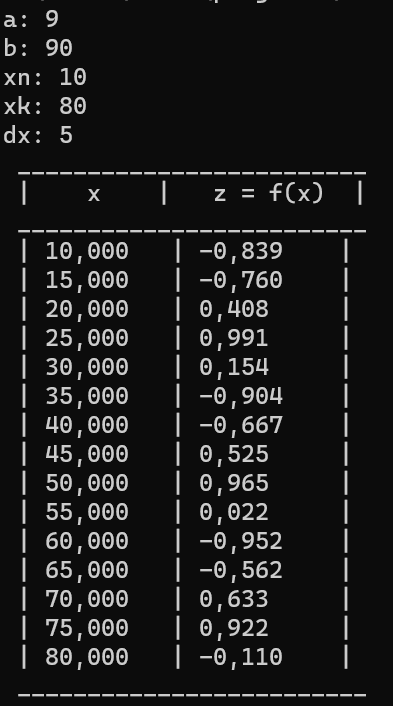 a: 9
b: 90
xn: 10
xk: 80
dx: 5
_________________________
|    x    |   z = f(x)  |
_________________________
| 10,000   | -0,839    |
| 15,000   | -0,760    |
| 20,000   | 0,408     |
| 25,000   | 0,991     |
| 30,000   | 0,154     |
| 35,000   | -0,904    |
| 40,000   | -0,667    |
| 45,000   | 0,525     |
| 50,000   | 0,965     |
| 55,000   | 0,022     |
| 60,000   | -0,952    |
| 65,000   | -0,562    |
| 70,000   | 0,633     |
| 75,000   | 0,922     |
| 80,000   | -0,110    |
_________________________